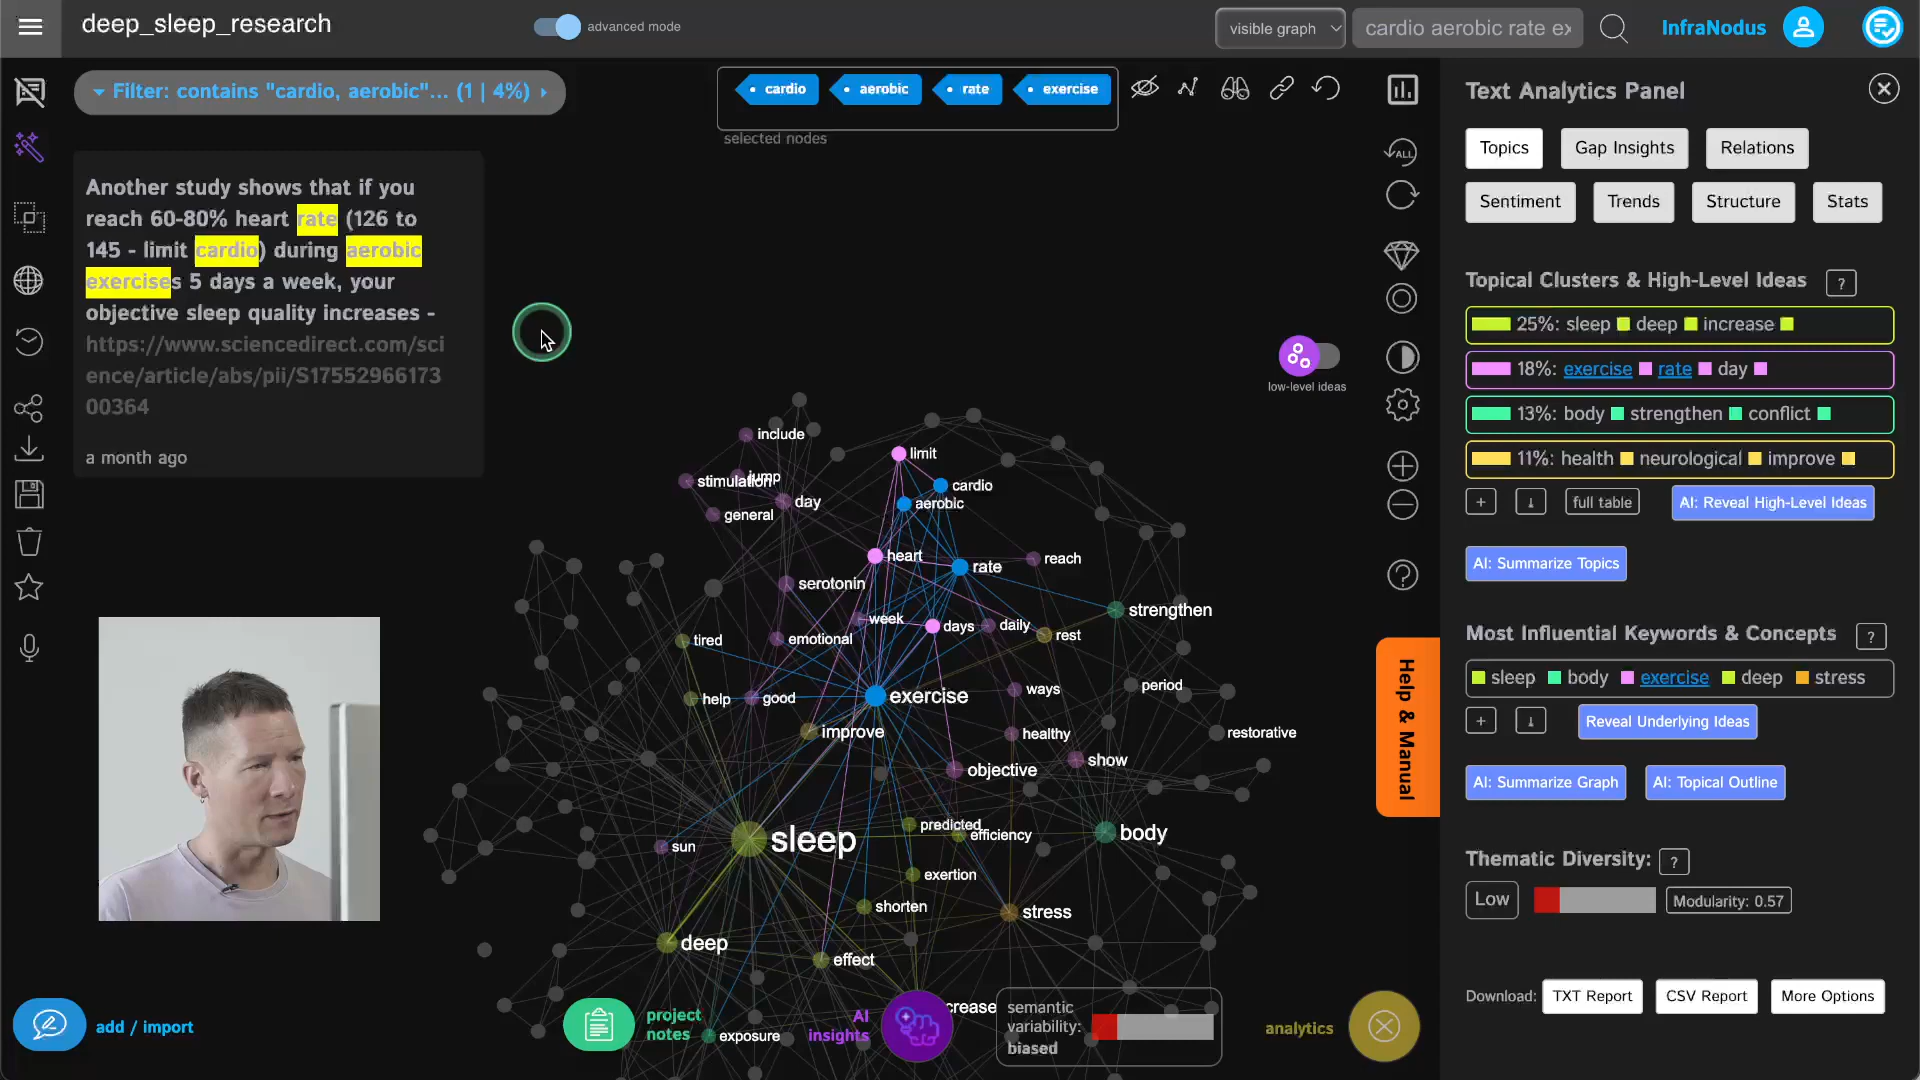 deep_sleep_research
advanced mode
visible graph
cardio aerobic rate ex
InfraNodus
Filter: contains "cardio, aerobic"... (1 | 4%)
cardio
aerobic
rate
exercise
selected nodes
Another study shows that if you
reach 60-80% heart rate (126 to
145 - limit cardio) during aerobic
exercises 5 days a week, your
objective sleep quality increases -
https://www.sciencedirect.com/sci
ence/article/abs/pii/S17552966173
00364
a month ago
ALL
low-level ideas
include
limit
jump
stimulation
cardio
day
aerobic
general
heart
reach
rate
serotonin
strengthen
week
days
daily
rest
tired
emotional
period
ways
help
good
exercise
improve
healthy
restorative
show
objective
predicted
efficiency
sleep
body
sun
exertion
shorten
stress
deep
effect
crease
exposure
add / import
project
notes
AI
insights
semantic
variability:
biased
analytics
Help & Manual
Text Analytics Panel
Topics
Gap Insights
Relations
Sentiment
Trends
Structure
Stats
Topical Clusters & High-Level Ideas ?
25%: sleep deep increase
18%: exercise rate day
13%: body strengthen conflict
11%: health neurological improve
+
full table
AI: Reveal High-Level Ideas
AI: Summarize Topics
Most Influential Keywords & Concepts ?
sleep body exercise deep stress
+
Reveal Underlying Ideas
AI: Summarize Graph
AI: Topical Outline
Thematic Diversity: ?
Low
Modularity: 0.57
Download:
TXT Report
CSV Report
More Options